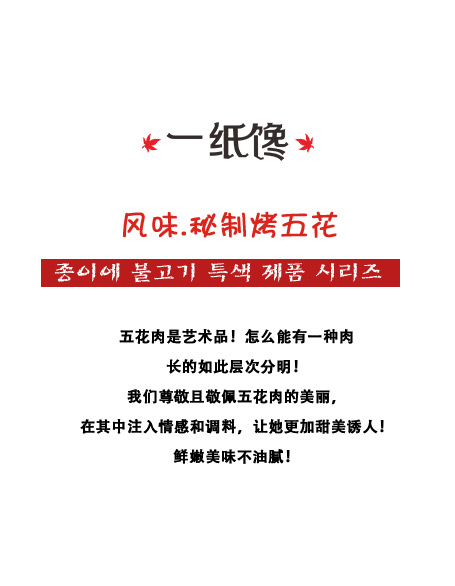 一纸馋
风味.秘制烤五花
종이에 불고기 특색 제품 시리즈
五花肉是艺术品！怎么能有一种肉
长的如此层次分明！
我们尊敬且敬佩五花肉的美丽，
在其中注入情感和调料，让她更加甜美诱人！
鲜嫩美味不油腻！